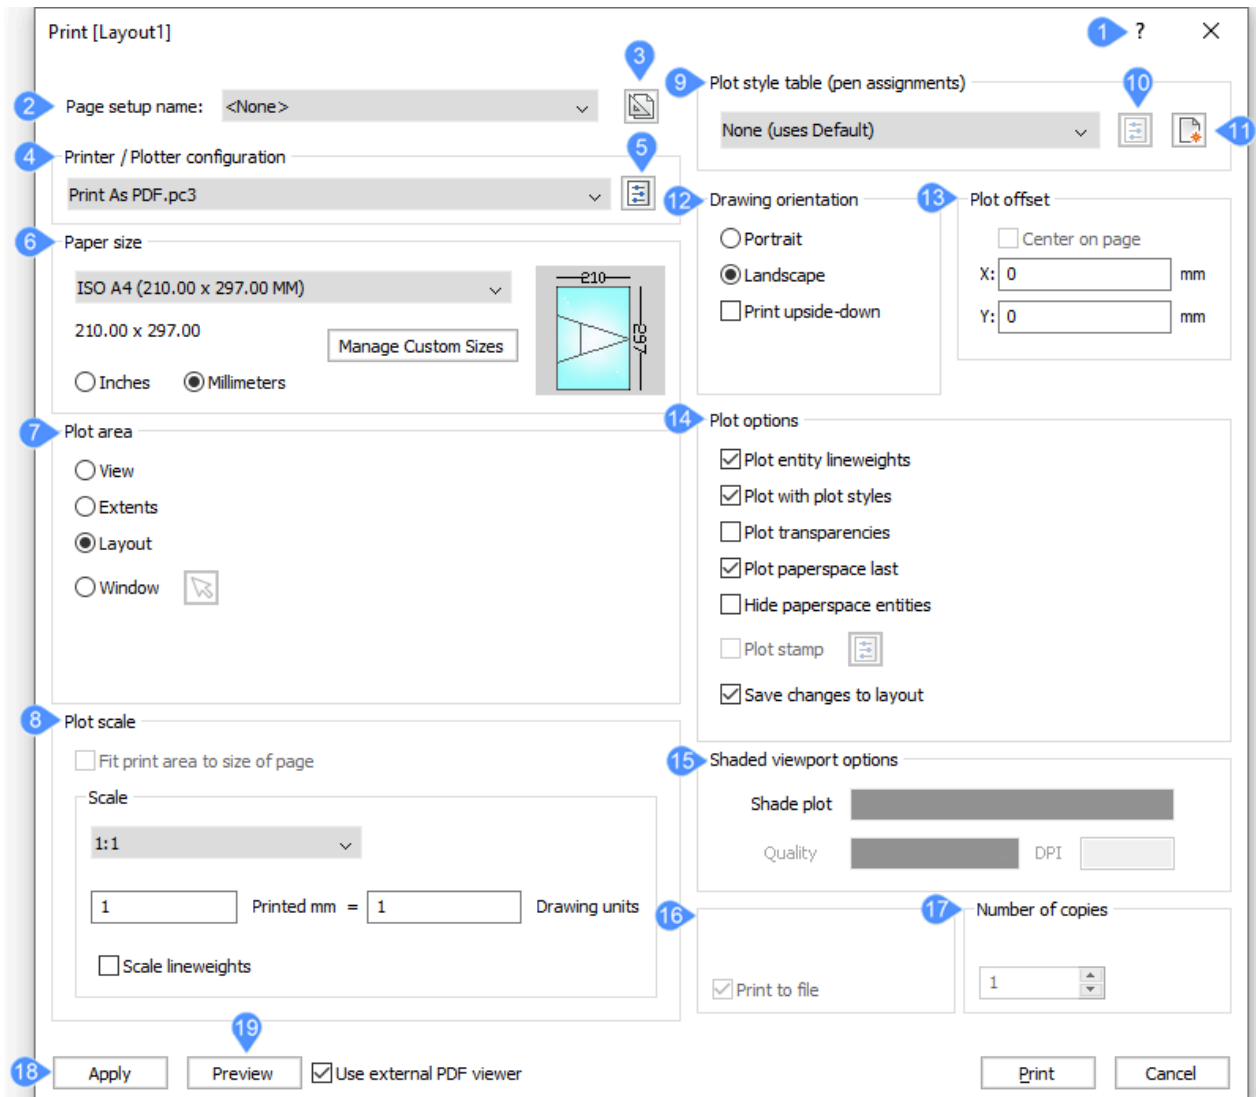 Print [Layout1]
1
?
2
Page setup name:
<None>
3
4
Printer / Plotter configuration
Print As PDF.pc3
5
6
Paper size
ISO A4 (210.00 x 297.00 MM)
210.00 x 297.00
Manage Custom Sizes
Inches
Millimeters
210
297
7
Plot area
View
Extents
Layout
Window
8
Plot scale
Fit print area to size of page
Scale
1:1
1
Printed mm =
1
Drawing units
Scale lineweights
9
Plot style table (pen assignments)
None (uses Default)
10
11
12
Drawing orientation
Portrait
Landscape
Print upside-down
13
Plot offset
Center on page
X:
0
mm
Y:
0
mm
14
Plot options
Plot entity lineweights
Plot with plot styles
Plot transparencies
Plot paperspace last
Hide paperspace entities
Plot stamp
Save changes to layout
15
Shaded viewport options
Shade plot
Quality
DPI
16
Print to file
17
Number of copies
1
18
Apply
19
Preview
Use external PDF viewer
Print
Cancel